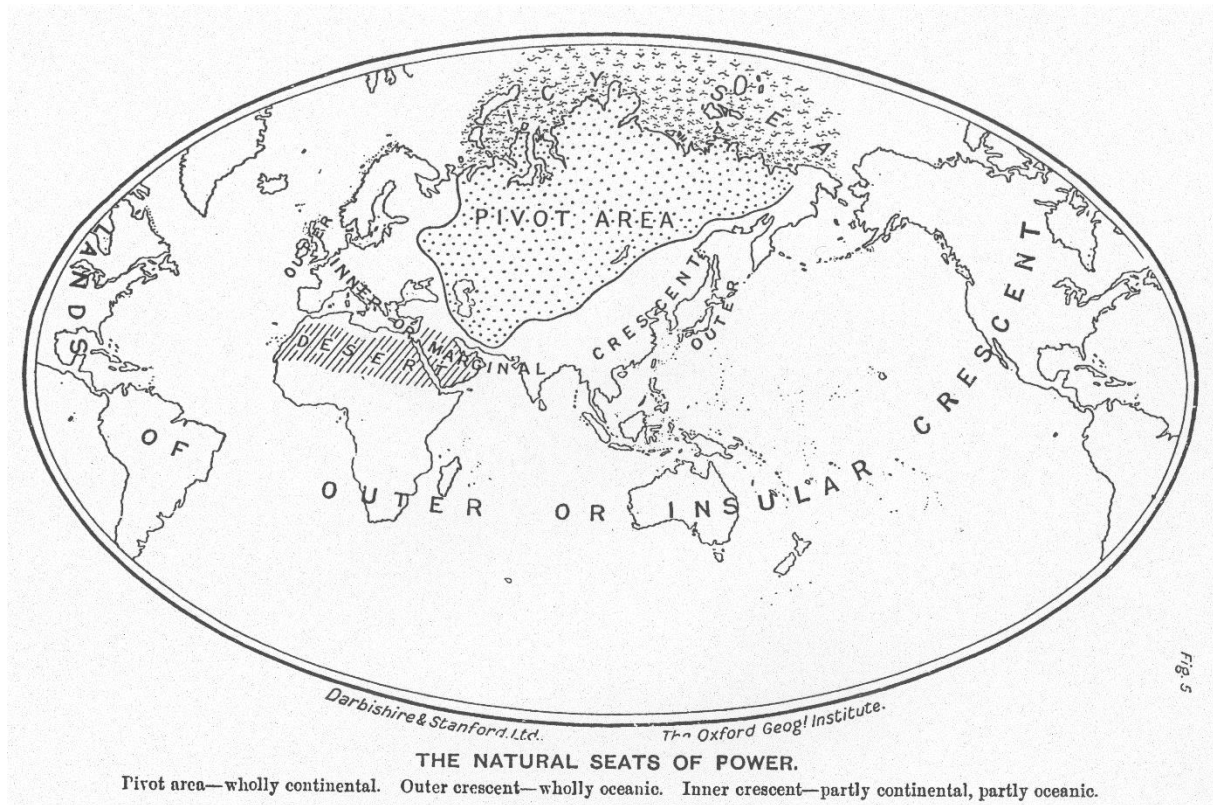 ICY SEA
PIVOT AREA
LANDS
OF
OUTER
INNER OR MARGINAL CRESCENT
DESERT
OUTER
OUTER OR INSULAR CRESCENT
Fig. 5
Darbishire & Stanford, Ltd.
The Oxford Geogl Institute.
THE NATURAL SEATS OF POWER.
Pivot area—wholly continental. Outer crescent—wholly oceanic. Inner crescent—partly continental, partly oceanic.